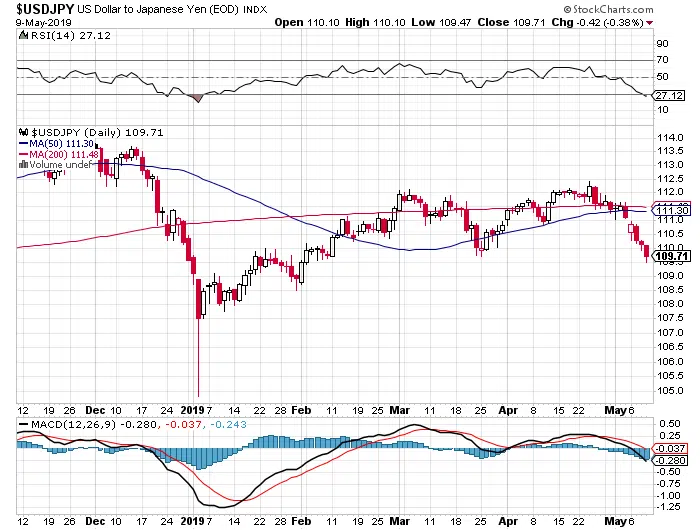 $USDJPY US Dollar to Japanese Yen (EOD) INDX
© StockCharts.com
9-May-2019
Open 110.10 High 110.10 Low 109.47 Close 109.71 Chg -0.42 (-0.38%)
RSI(14) 27.12
90
70
50
30
27.12
10
$USDJPY (Daily) 109.71
MA(50) 111.30
MA(200) 111.48
Volume undef
114.0
113.5
113.0
112.5
112.0
111.30
111.0
110.5
110.0
109.71
109.5
109.0
108.5
108.0
107.5
107.0
106.5
106.0
105.5
105.0
12 19 26 Dec 10 17 24 2019 7 14 22 28 Feb 11 19 25 Mar 11 18 25 Apr 8 15 22 May 6
MACD(12,26,9) -0.280, -0.037, -0.243
0.50
0.25
-0.037
-0.280
-0.50
-0.75
-1.00
-1.25
12 19 26 Dec 10 17 24 2019 7 14 22 28 Feb 11 19 25 Mar 11 18 25 Apr 8 15 22 May 6